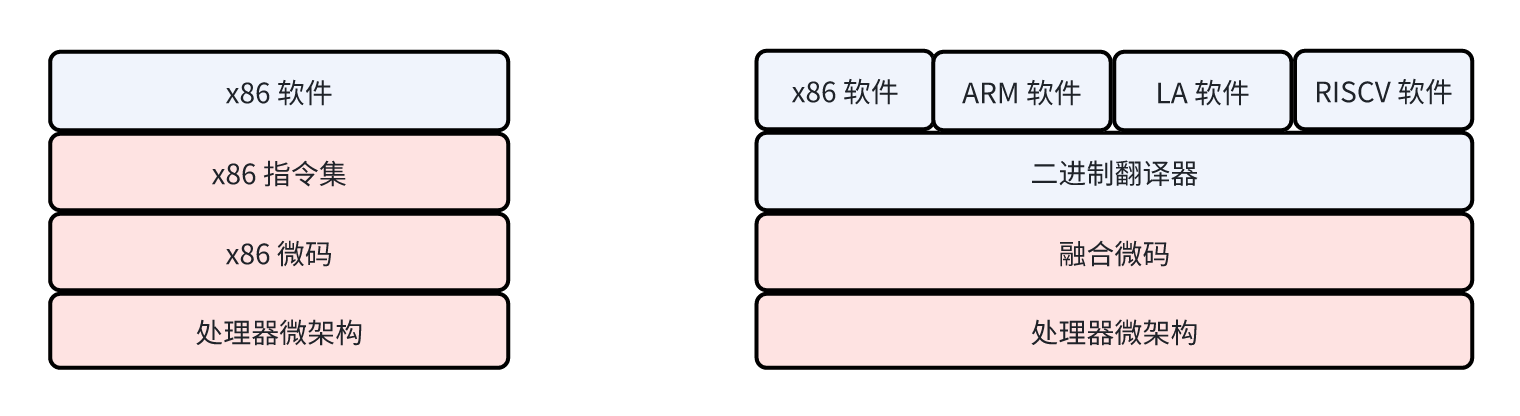 x86 软件
x86 指令集
x86 微码
处理器微架构
x86 软件
ARM 软件
LA 软件
RISCV 软件
二进制翻译器
融合微码
处理器微架构